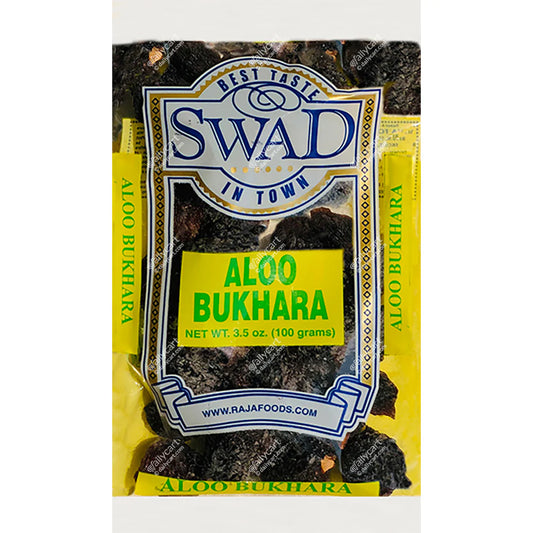 BEST TASTE
SWAD
IN TOWN
ALOO BUKHARA
ALOO BUKHARA
ALOO
BUKHARA
NET WT. 3.5 oz. (100 grams)
WWW.RAJAFOODS.COM
ALOO BUKHARA